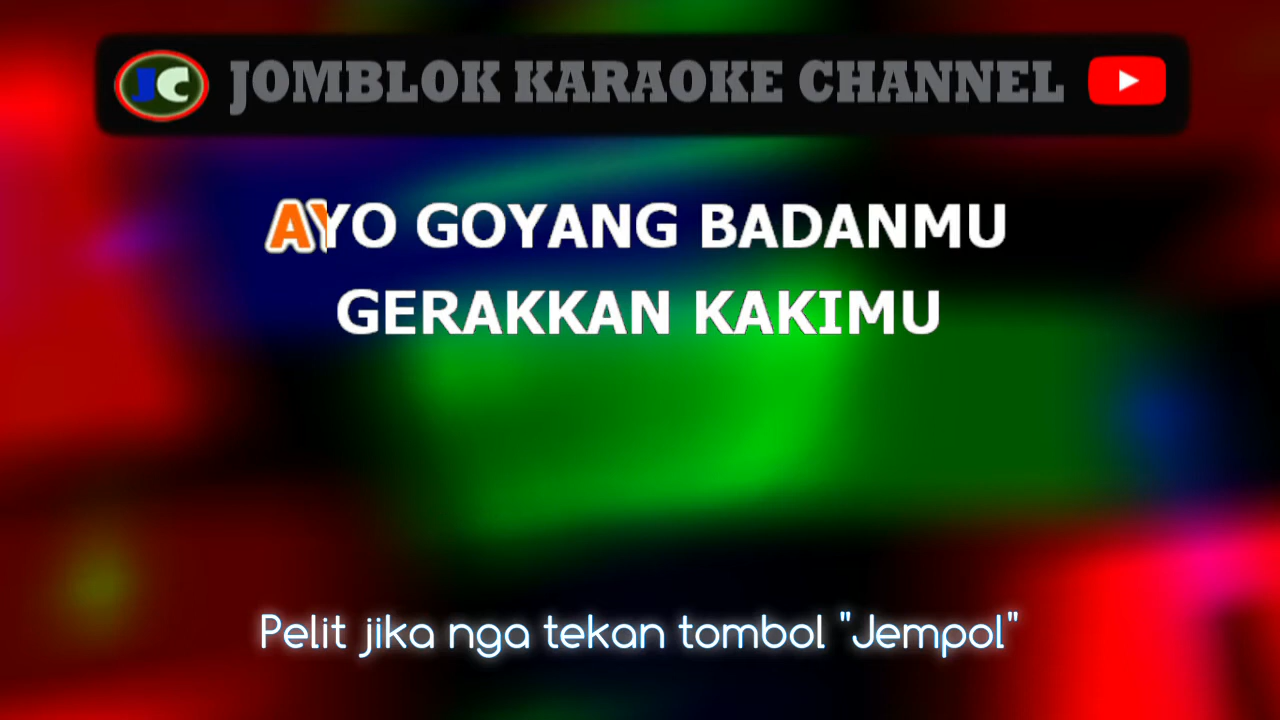 JC JOMBLOK KARAOKE CHANNEL
AYO GOYANG BADANMU
GERAKKAN KAKIMU
Pelit jika nga tekan tombol "Jempol"